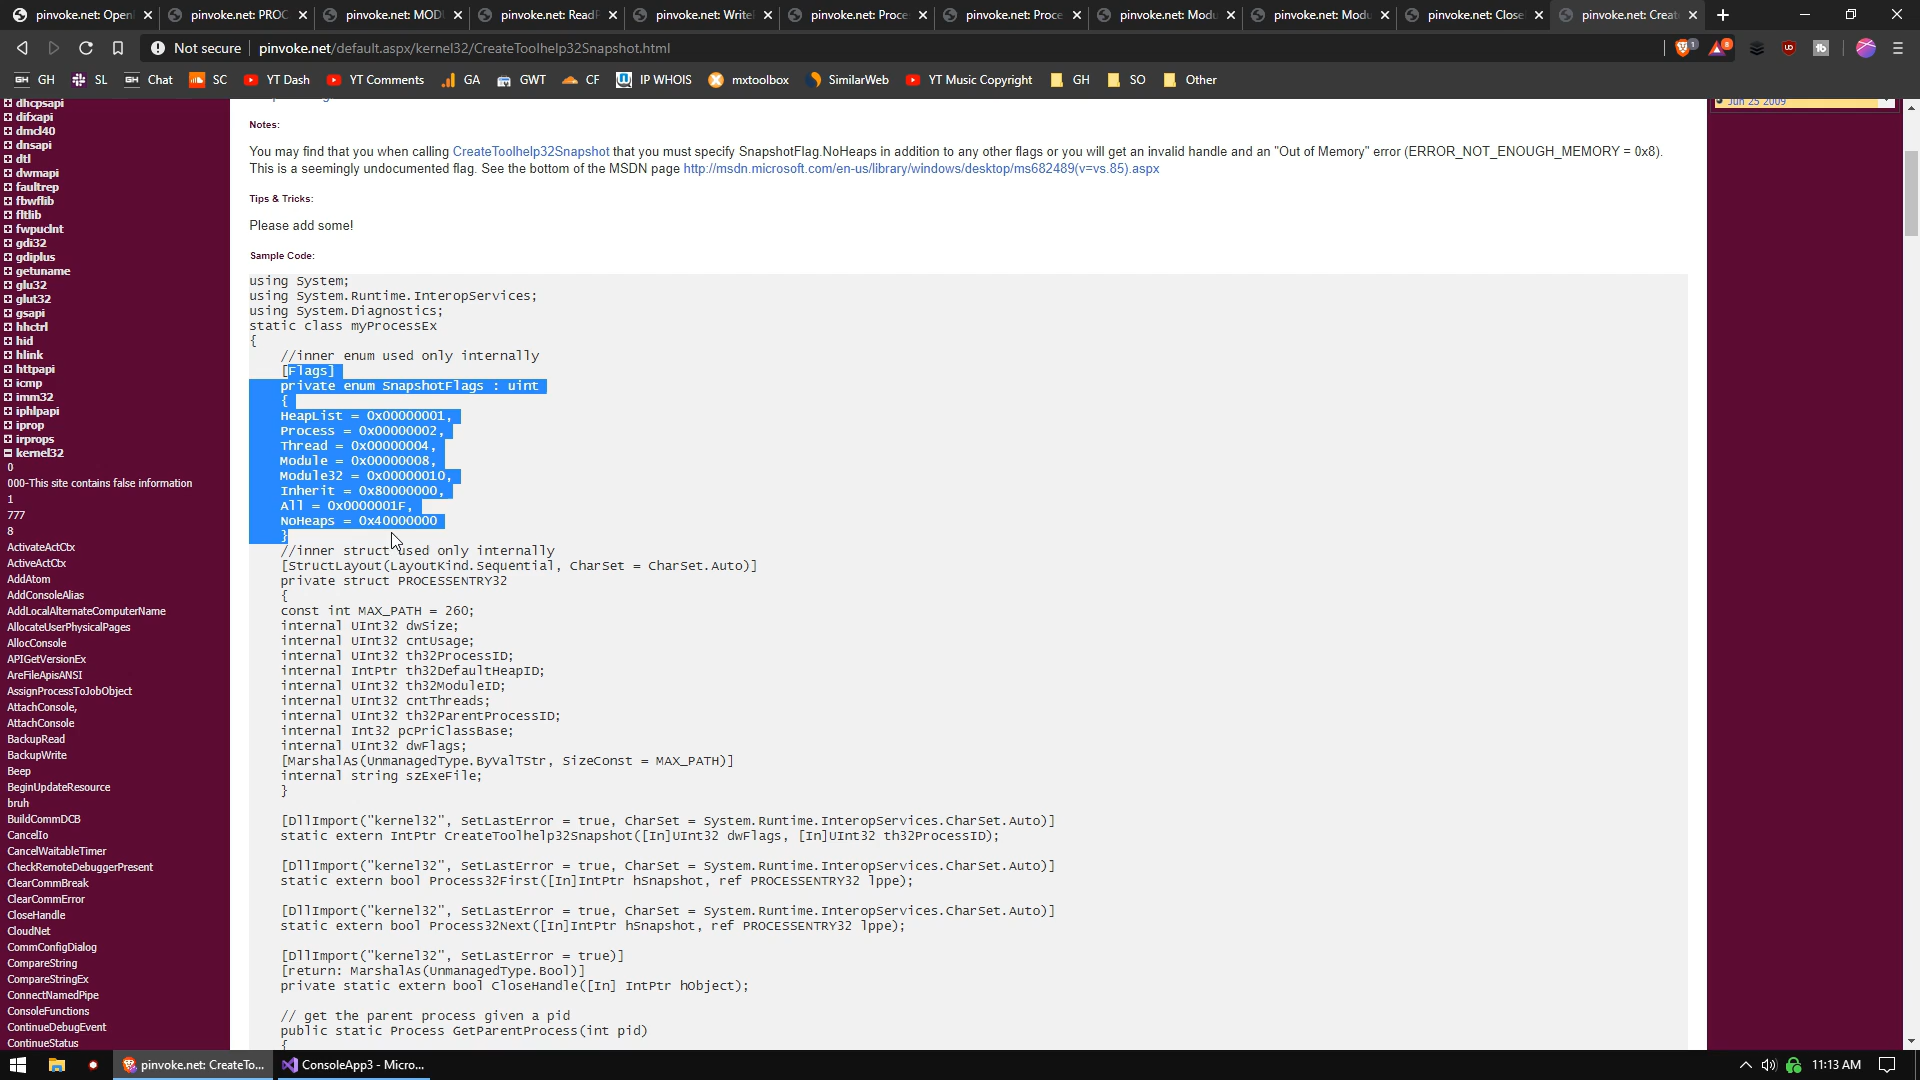 pinvoke.net: Open
pinvoke.net: PROC
pinvoke.net: MOD
pinvoke.net: Read
pinvoke.net: Write
pinvoke.net: Proce
pinvoke.net: Proce
pinvoke.net: Modu
pinvoke.net: Modu
pinvoke.net: Close
pinvoke.net: Creat
Not secure
pinvoke.net/default.aspx/kernel32/CreateToolhelp32Snapshot.html
GH GH
SL
GH Chat
SC
YT Dash
YT Comments
GA
GWT
CF
IP WHOIS
mxtoolbox
SimilarWeb
YT Music Copyright
GH
SO
Other
dhcpsapi
difxapi
dmcl40
dnsapi
dtl
dwmapi
faultrep
fbwflib
fltlib
fwpuclnt
gdi32
gdiplus
getuname
glu32
glut32
gsapi
hhctrl
hid
hlink
httpapi
icmp
imm32
iphlpapi
iprop
irprops
kernel32
0
000-This site contains false information
1
777
8
ActivateActCtx
ActiveActCtx
AddAtom
AddConsoleAlias
AddLocalAlternateComputerName
AllocateUserPhysicalPages
AllocConsole
APIGetVersionEx
AreFileApisANSI
AssignProcessToJobObject
AttachConsole,
AttachConsole
BackupRead
BackupWrite
Beep
BeginUpdateResource
bruh
BuildCommDCB
CancelIo
CancelWaitableTimer
CheckRemoteDebuggerPresent
ClearCommBreak
ClearCommError
CloseHandle
CloudNet
CommConfigDialog
CompareString
CompareStringEx
ConnectNamedPipe
ConsoleFunctions
ContinueDebugEvent
ContinueStatus
Notes:
You may find that you when calling CreateToolhelp32Snapshot that you must specify SnapshotFlag.NoHeaps in addition to any other flags or you will get an invalid handle and an "Out of Memory" error (ERROR_NOT_ENOUGH_MEMORY = 0x8).
This is a seemingly undocumented flag. See the bottom of the MSDN page http://msdn.microsoft.com/en-us/library/windows/desktop/ms682489(v=vs.85).aspx
Tips & Tricks:
Please add some!
Sample Code:
using System;
using System.Runtime.InteropServices;
using System.Diagnostics;
static class myProcessEx
{
//inner enum used only internally
[Flags]
private enum SnapshotFlags : uint
{
HeapList = 0x00000001,
Process = 0x00000002,
Thread = 0x00000004,
Module = 0x00000008,
Module32 = 0x00000010,
Inherit = 0x80000000,
All = 0x0000001F,
NoHeaps = 0x40000000
}
//inner struct used only internally
[StructLayout(LayoutKind.Sequential, CharSet = CharSet.Auto)]
private struct PROCESSENTRY32
{
const int MAX_PATH = 260;
internal UInt32 dwSize;
internal UInt32 cntUsage;
internal UInt32 th32ProcessID;
internal IntPtr th32DefaultHeapID;
internal UInt32 th32ModuleID;
internal UInt32 cntThreads;
internal UInt32 th32ParentProcessID;
internal Int32 pcPriClassBase;
internal UInt32 dwFlags;
[MarshalAs(UnmanagedType.ByValTStr, SizeConst = MAX_PATH)]
internal string szExeFile;
}
[DllImport("kernel32", SetLastError = true, CharSet = System.Runtime.InteropServices.CharSet.Auto)]
static extern IntPtr CreateToolhelp32Snapshot([In]UInt32 dwFlags, [In]UInt32 th32ProcessID);
[DllImport("kernel32", SetLastError = true, CharSet = System.Runtime.InteropServices.CharSet.Auto)]
static extern bool Process32First([In]IntPtr hSnapshot, ref PROCESSENTRY32 lppe);
[DllImport("kernel32", SetLastError = true, CharSet = System.Runtime.InteropServices.CharSet.Auto)]
static extern bool Process32Next([In]IntPtr hSnapshot, ref PROCESSENTRY32 lppe);
[DllImport("kernel32", SetLastError = true)]
[return: MarshalAs(UnmanagedType.Bool)]
private static extern bool CloseHandle([In] IntPtr hObject);
// get the parent process given a pid
public static Process GetParentProcess(int pid)
{
Jun 25 2009
pinvoke.net: CreateTo...
ConsoleApp3 - Micro...
11:13 AM